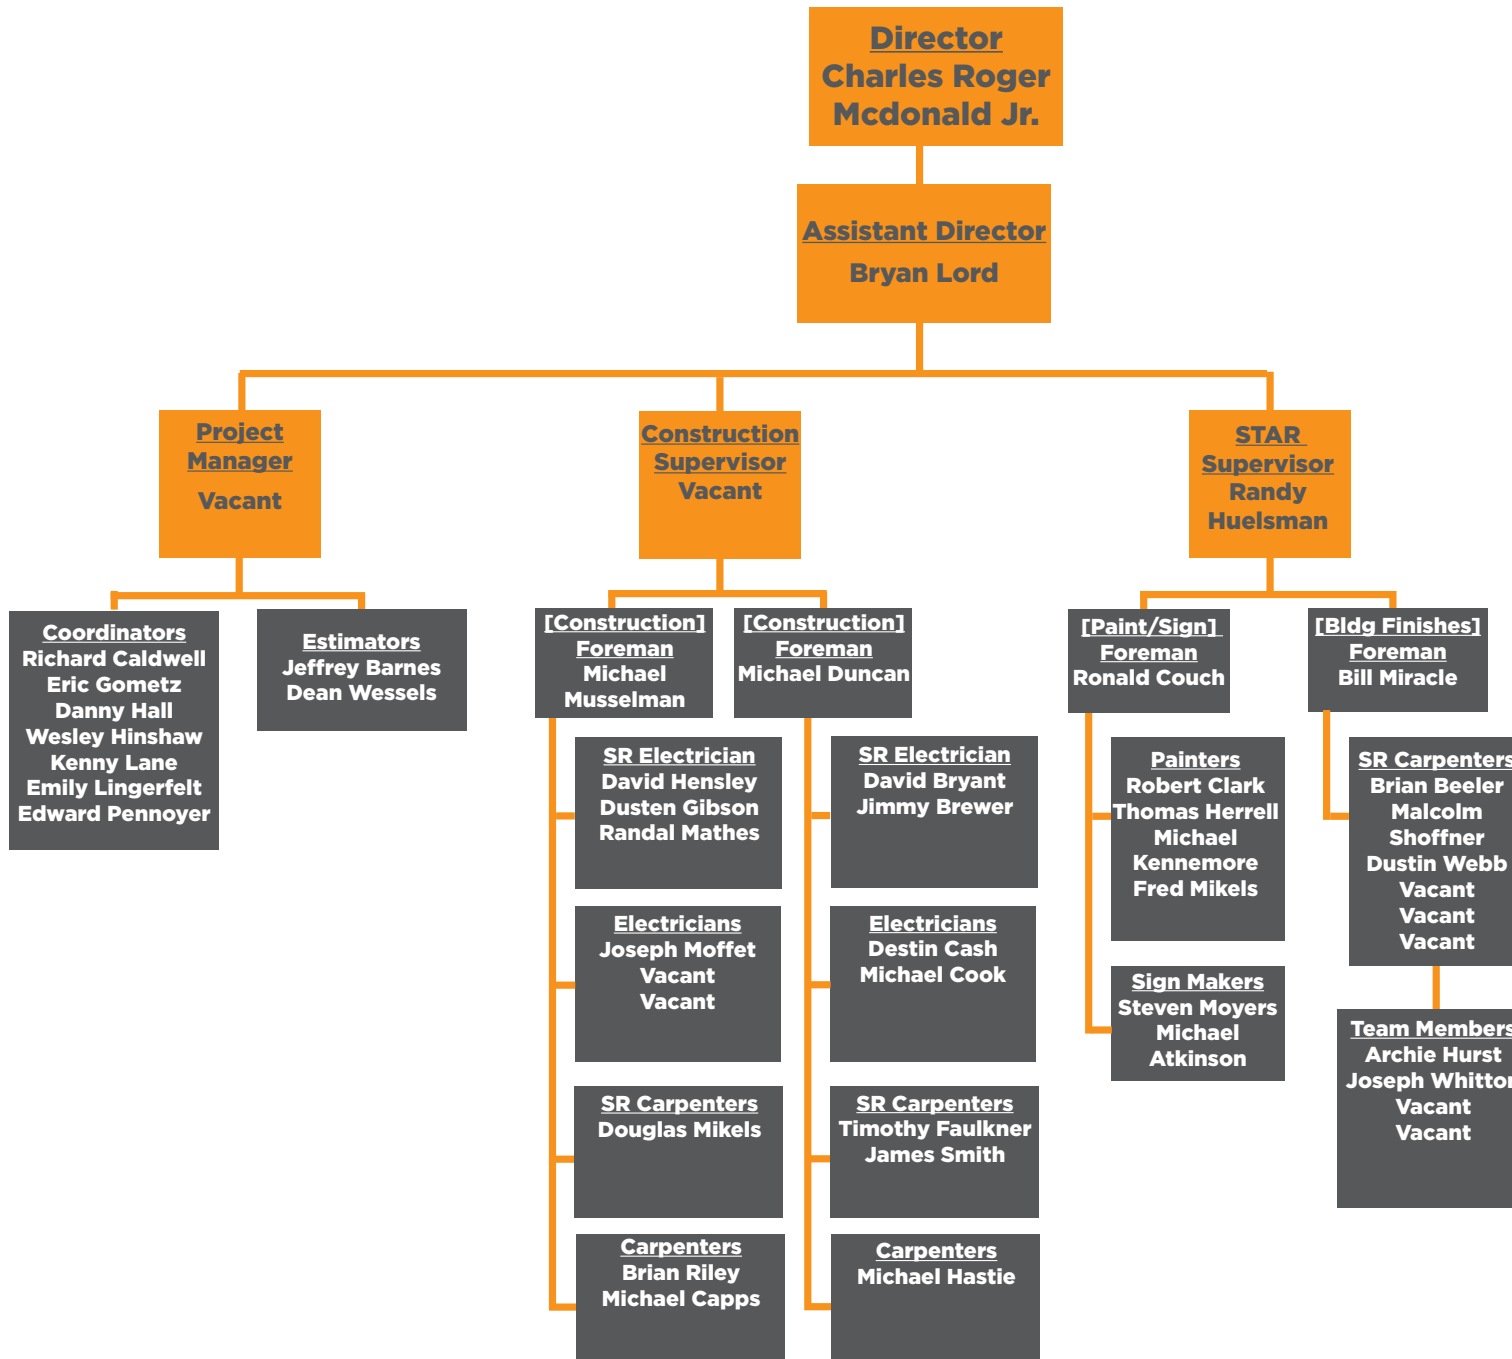 Director
Charles Roger
Mcdonald Jr.
Assistant Director
Bryan Lord
Project
Manager
Vacant
Construction
Supervisor
Vacant
STAR
Supervisor
Randy
Huelsman
Coordinators
Richard Caldwell
Eric Gometz
Danny Hall
Wesley Hinshaw
Kenny Lane
Emily Lingerfelt
Edward Pennoyer
Estimators
Jeffrey Barnes
Dean Wessels
[Construction]
Foreman
Michael
Musselman
SR Electrician
David Hensley
Dusten Gibson
Randal Mathes
Electricians
Joseph Moffet
Vacant
Vacant
SR Carpenters
Douglas Mikels
Carpenters
Brian Riley
Michael Capps
[Construction]
Foreman
Michael Duncan
SR Electrician
David Bryant
Jimmy Brewer
Electricians
Destin Cash
Michael Cook
SR Carpenters
Timothy Faulkner
James Smith
Carpenters
Michael Hastie
[Paint/Sign]
Foreman
Ronald Couch
Painters
Robert Clark
Thomas Herrell
Michael
Kennemore
Fred Mikels
Sign Makers
Steven Moyers
Michael
Atkinson
[Bldg Finishes]
Foreman
Bill Miracle
SR Carpenters
Brian Beeler
Malcolm
Shoffner
Dustin Webb
Vacant
Vacant
Vacant
Team Members
Archie Hurst
Joseph Whitton
Vacant
Vacant